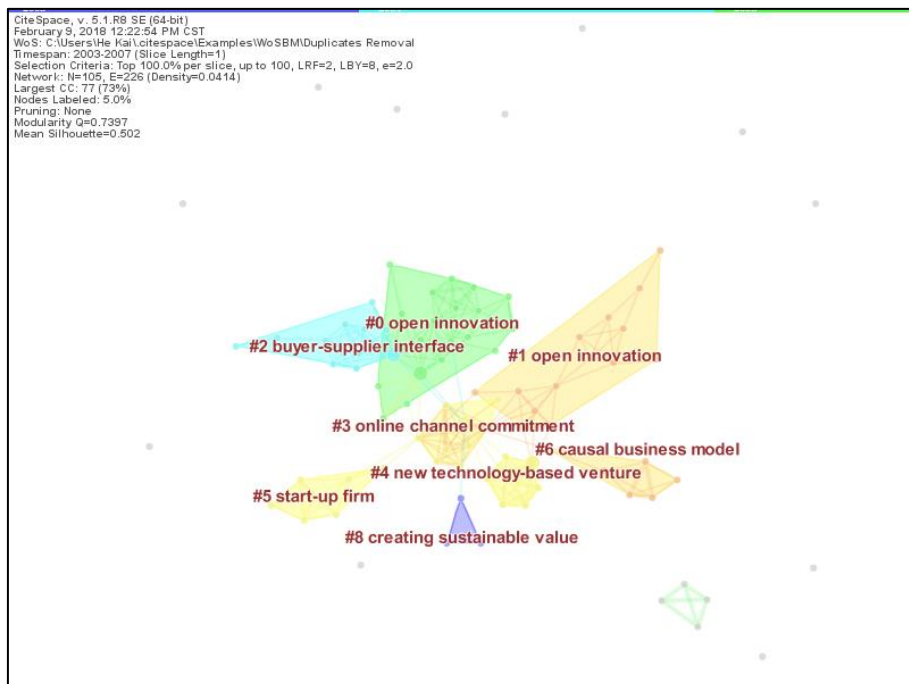 CiteSpace, v. 5.1.R8 SE (64-bit)
February 9, 2018 12:22:54 PM CST
WoS: C:\Users\He Kai\.citespace\Examples\WoSBM\Duplicates Removal
Timespan: 2003-2007 (Slice Length=1)
Selection Criteria: Top 100.0% per slice, up to 100, LRF=2, LBY=8, e=2.0
Network: N=105, E=226 (Density=0.0414)
Largest CC: 77 (73%)
Nodes Labeled: 5.0%
Pruning: None
Modularity Q=0.7397
Mean Silhouette=0.502
#0 open innovation
#2 buyer-supplier interface
#1 open innovation
#3 online channel commitment
#6 causal business model
#4 new technology-based venture
#5 start-up firm
#8 creating sustainable value